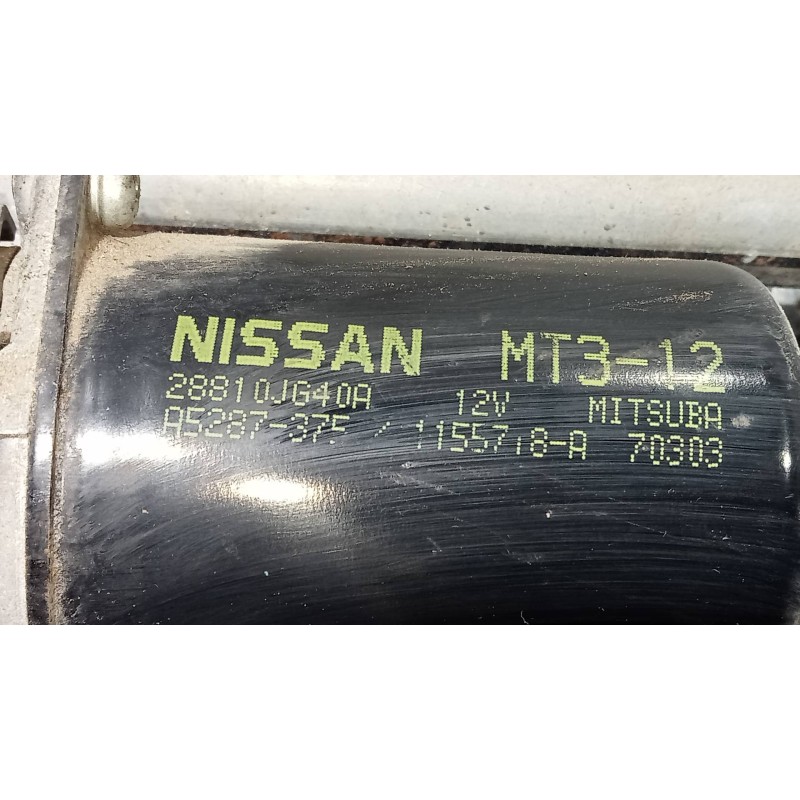 NISSAN MT3-12
28810JG40A 12V MITSUBA
A5287-375 / 1155718-A 70303